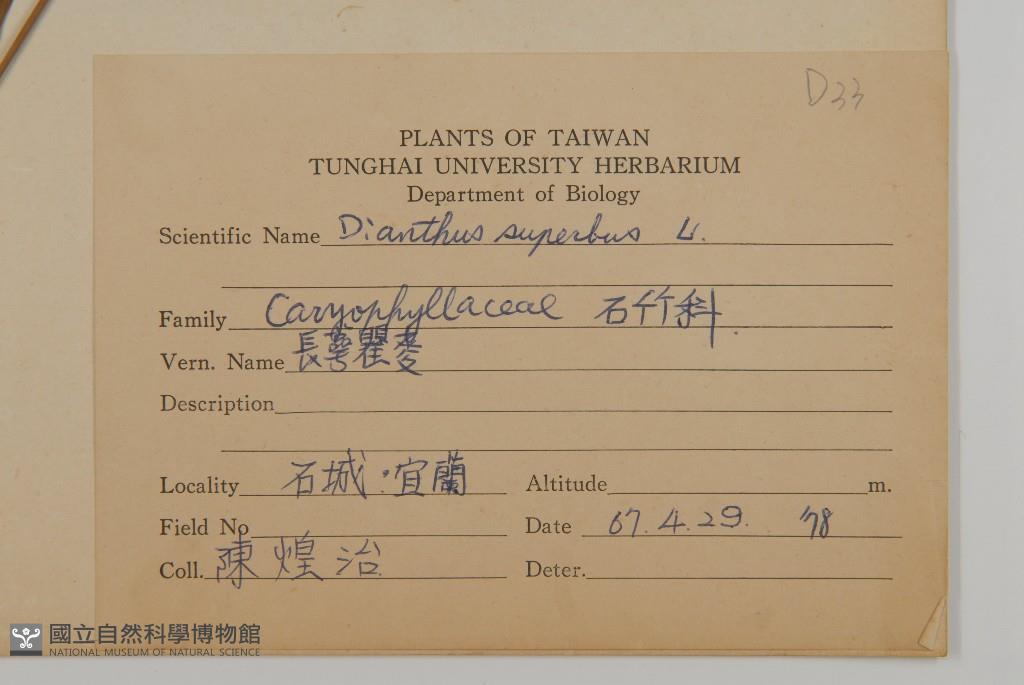 D33
PLANTS OF TAIWAN
TUNGHAI UNIVERSITY HERBARIUM
Department of Biology
Scientific Name Dianthus superbus L.
Family Caryophyllaceae 石竹科.
Vern. Name 長萼瞿麥
Description
Locality 石城・宜蘭 Altitude m.
Field No Date 67.4.29. '78
Coll. 陳煌治 Deter.
國立自然科學博物館
NATIONAL MUSEUM OF NATURAL SCIENCE